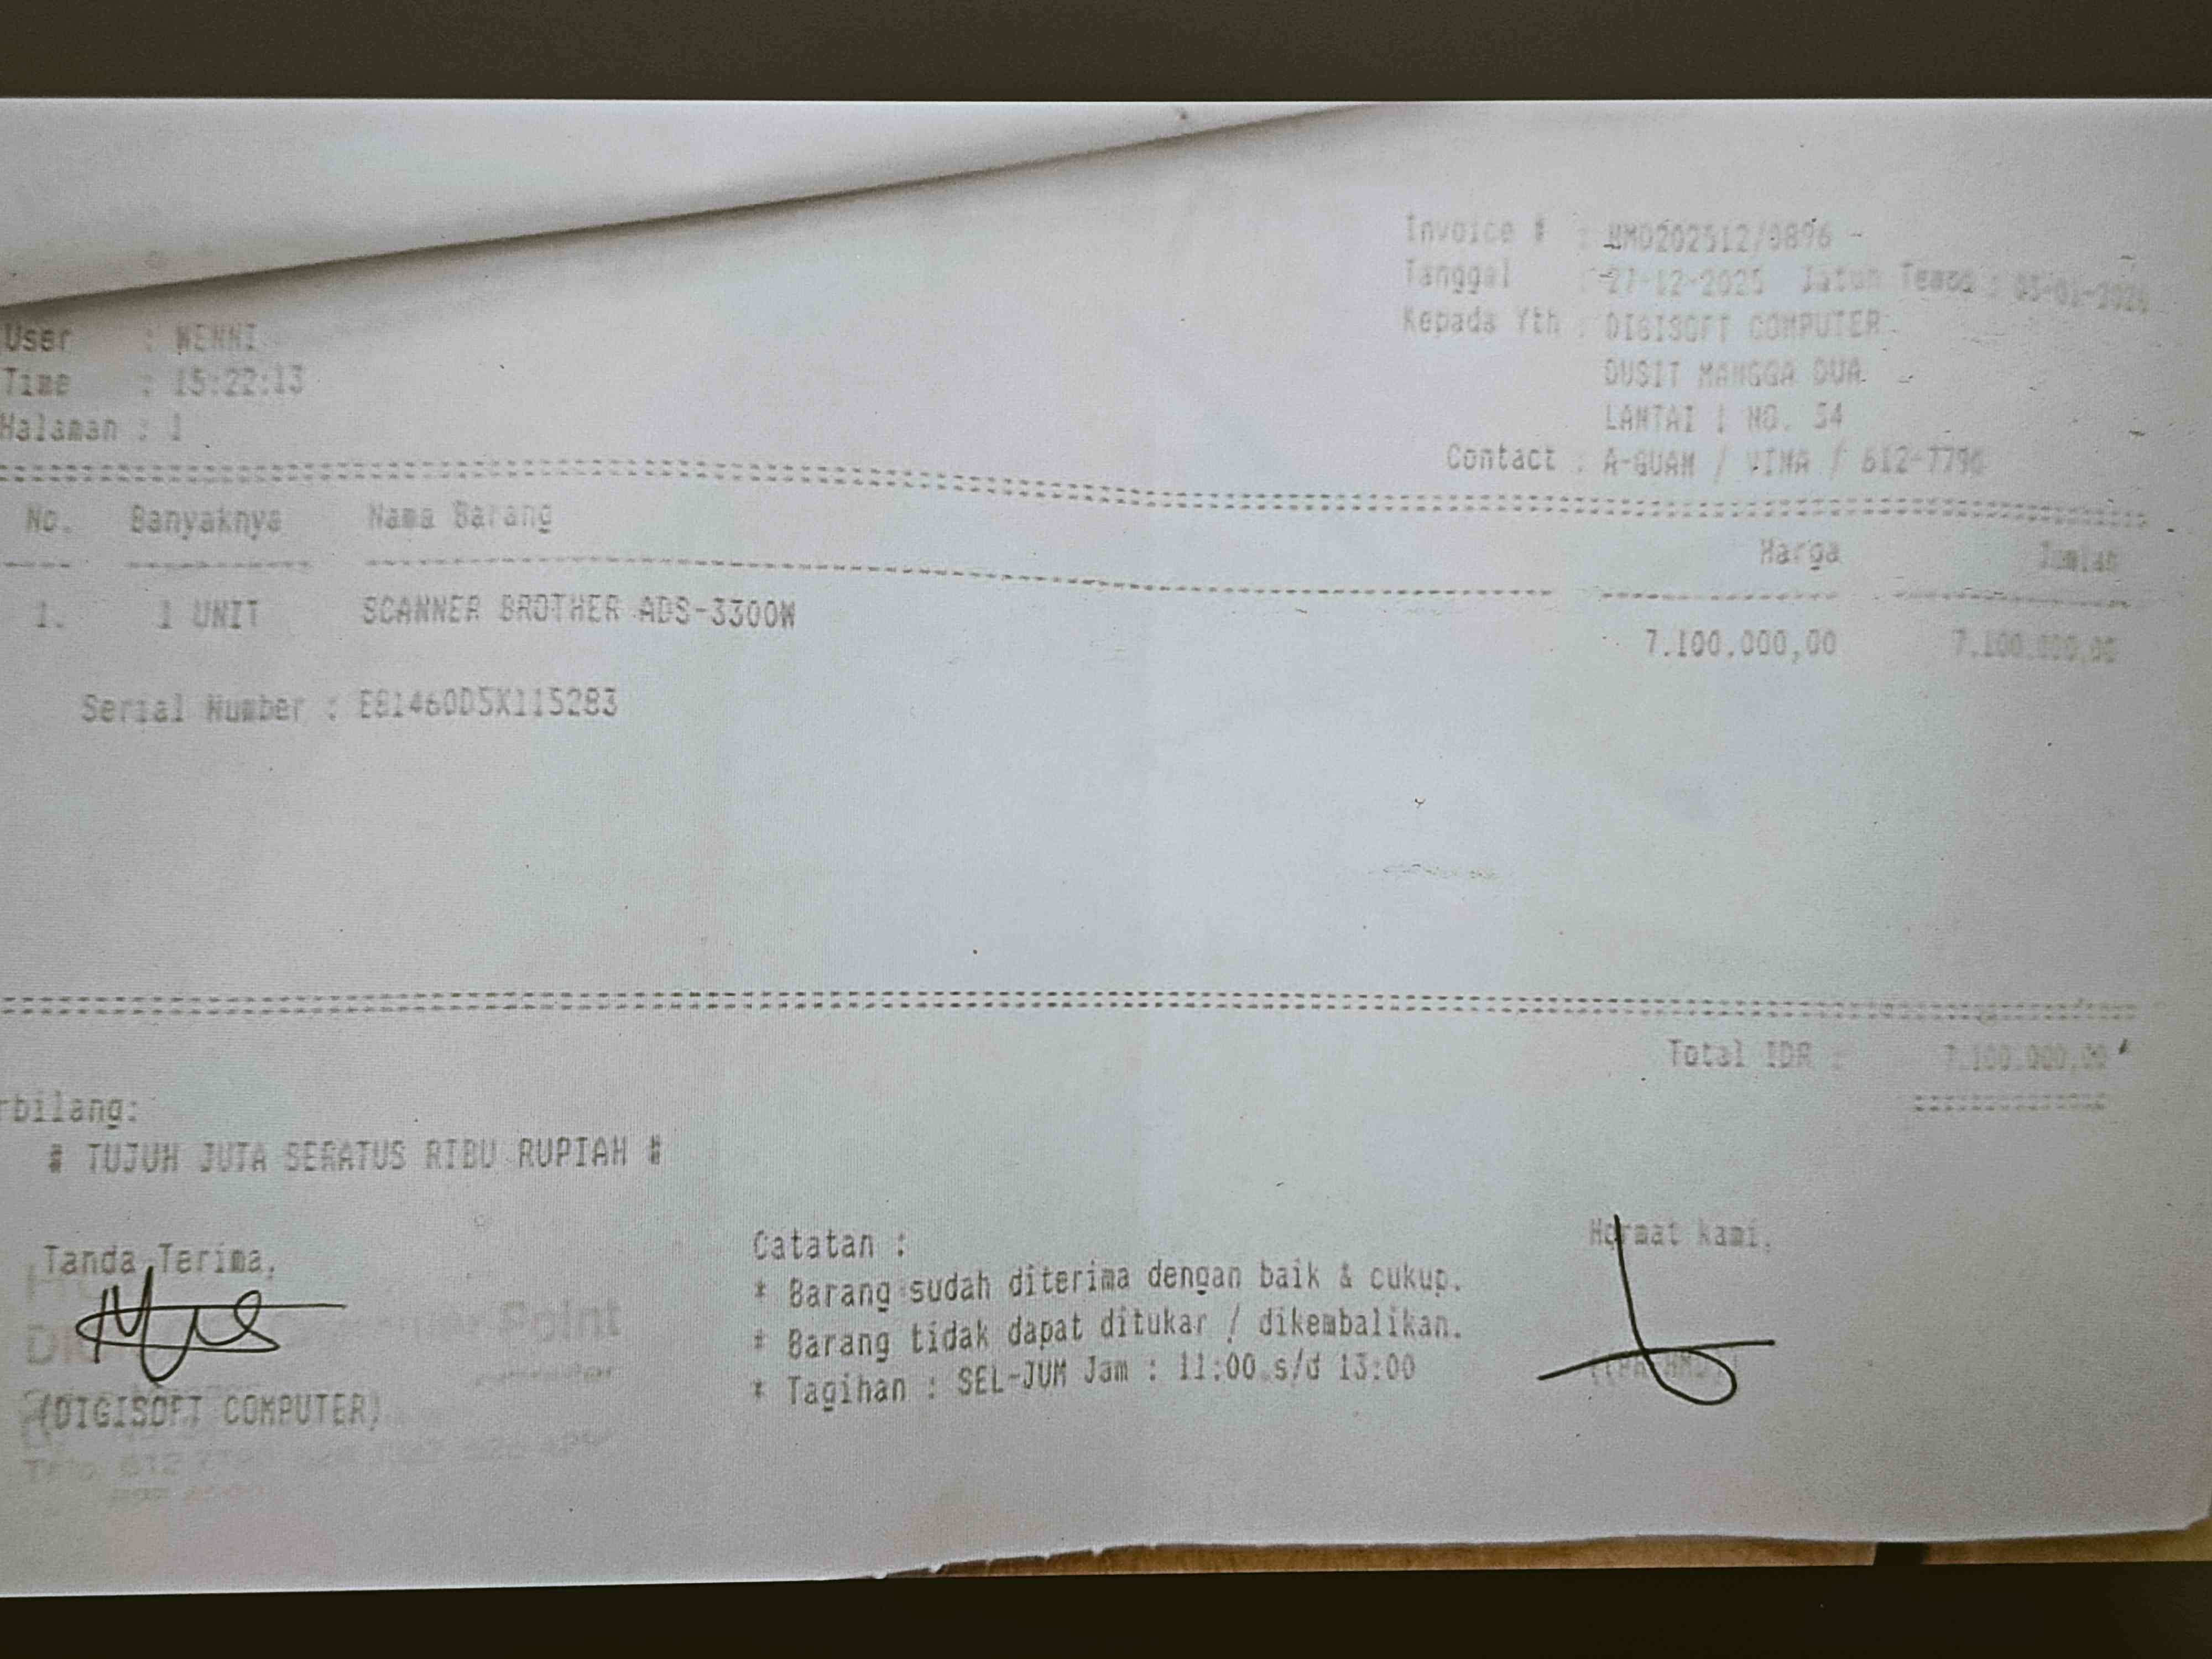 Invoice # : HMO202512/0896
Tanggal : 27-12-2025 Jatuh Tempo : 03-01-2026
User : WENNI
Kepada Yth : DIGISOFT COMPUTER
Time : 15:22:13
DUSIT MANGGA DUA
Halaman : 1
LANTAI 1 NO. 54
Contact : A-GUAN / VINA / 612-7790
No. Banyaknya Nama Barang Harga Jumlah
1. 1 UNIT SCANNER BROTHER ADS-3300W 7.100.000,00 7.100.000,00
Serial Number : E81460D5X115283
Total IDR : 7.100.000,00
rbilang:
# TUJUH JUTA SERATUS RIBU RUPIAH #
Tanda Terima,
Catatan :
Hormat kami,
* Barang sudah diterima dengan baik & cukup.
* Barang tidak dapat ditukar / dikembalikan.
* Tagihan : SEL-JUM Jam : 11:00 s/d 13:00
Point
(DIGISOFT COMPUTER)